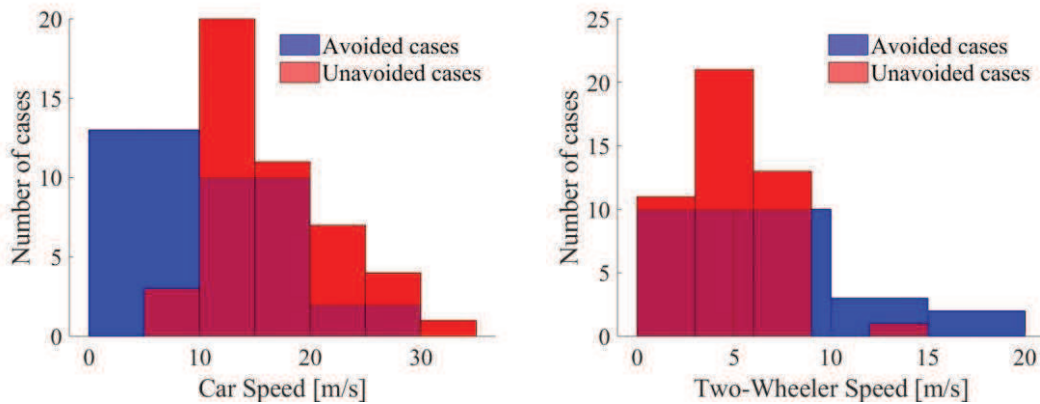 20
15
10
5
0
Number of cases
Avoided cases
Unavoided cases
0 10 20 30
Car Speed [m/s]
25
20
15
10
5
0
Number of cases
Avoided cases
Unavoided cases
0 5 10 15 20
Two-Wheeler Speed [m/s]